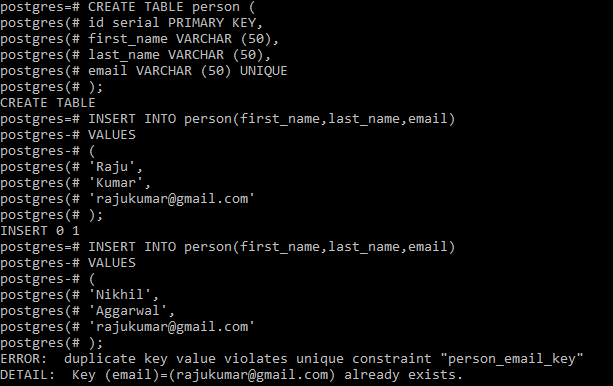 postgres=# CREATE TABLE person (
postgres(# id serial PRIMARY KEY,
postgres(# first_name VARCHAR (50),
postgres(# last_name VARCHAR (50),
postgres(# email VARCHAR (50) UNIQUE
postgres(# );
CREATE TABLE
postgres=# INSERT INTO person(first_name,last_name,email)
postgres-# VALUES
postgres-# (
postgres(# 'Raju',
postgres(# 'Kumar',
postgres(# 'rajukumar@gmail.com'
postgres(# );
INSERT 0 1
postgres=# INSERT INTO person(first_name,last_name,email)
postgres-# VALUES
postgres-# (
postgres(# 'Nikhil',
postgres(# 'Aggarwal',
postgres(# 'rajukumar@gmail.com'
postgres(# );
ERROR:  duplicate key value violates unique constraint "person_email_key"
DETAIL:  Key (email)=(rajukumar@gmail.com) already exists.